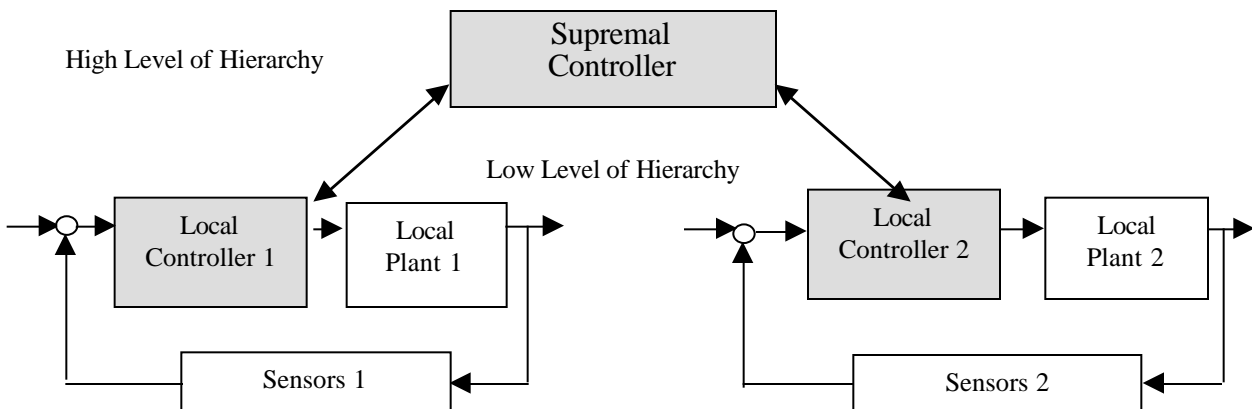 Supremal
Controller
High Level of Hierarchy
Low Level of Hierarchy
Local
Controller 1
Local
Plant 1
Local
Controller 2
Local
Plant 2
Sensors 1
Sensors 2